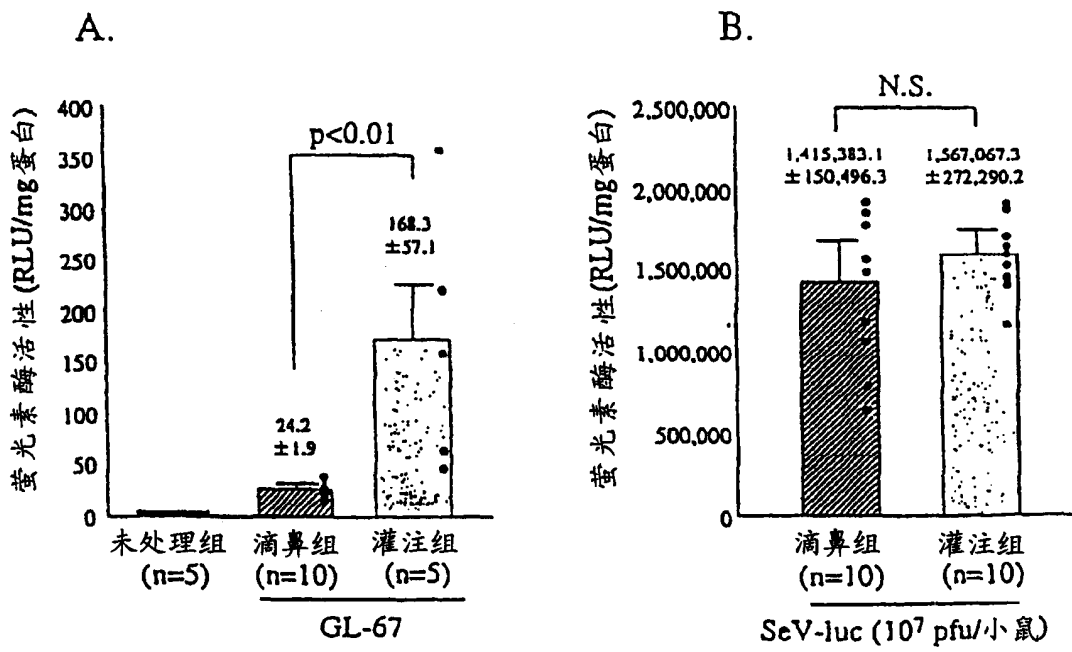 A.
萤光素酶活性(RLU/mg蛋白)
400
350
300
250
200
150
100
50
0
p<0.01
24.2
±1.9
168.3
±57.1
未处理组
(n=5)
滴鼻组
(n=10)
灌注组
(n=5)
GL-67
B.
萤光素酶活性(RLU/mg蛋白)
2,500,000
2,000,000
1,500,000
1,000,000
500,000
0
N.S.
1,415,383.1
±150,496.3
1,567,067.3
±272,290.2
滴鼻组
(n=10)
灌注组
(n=10)
SeV-luc (10⁷ pfu/小鼠)